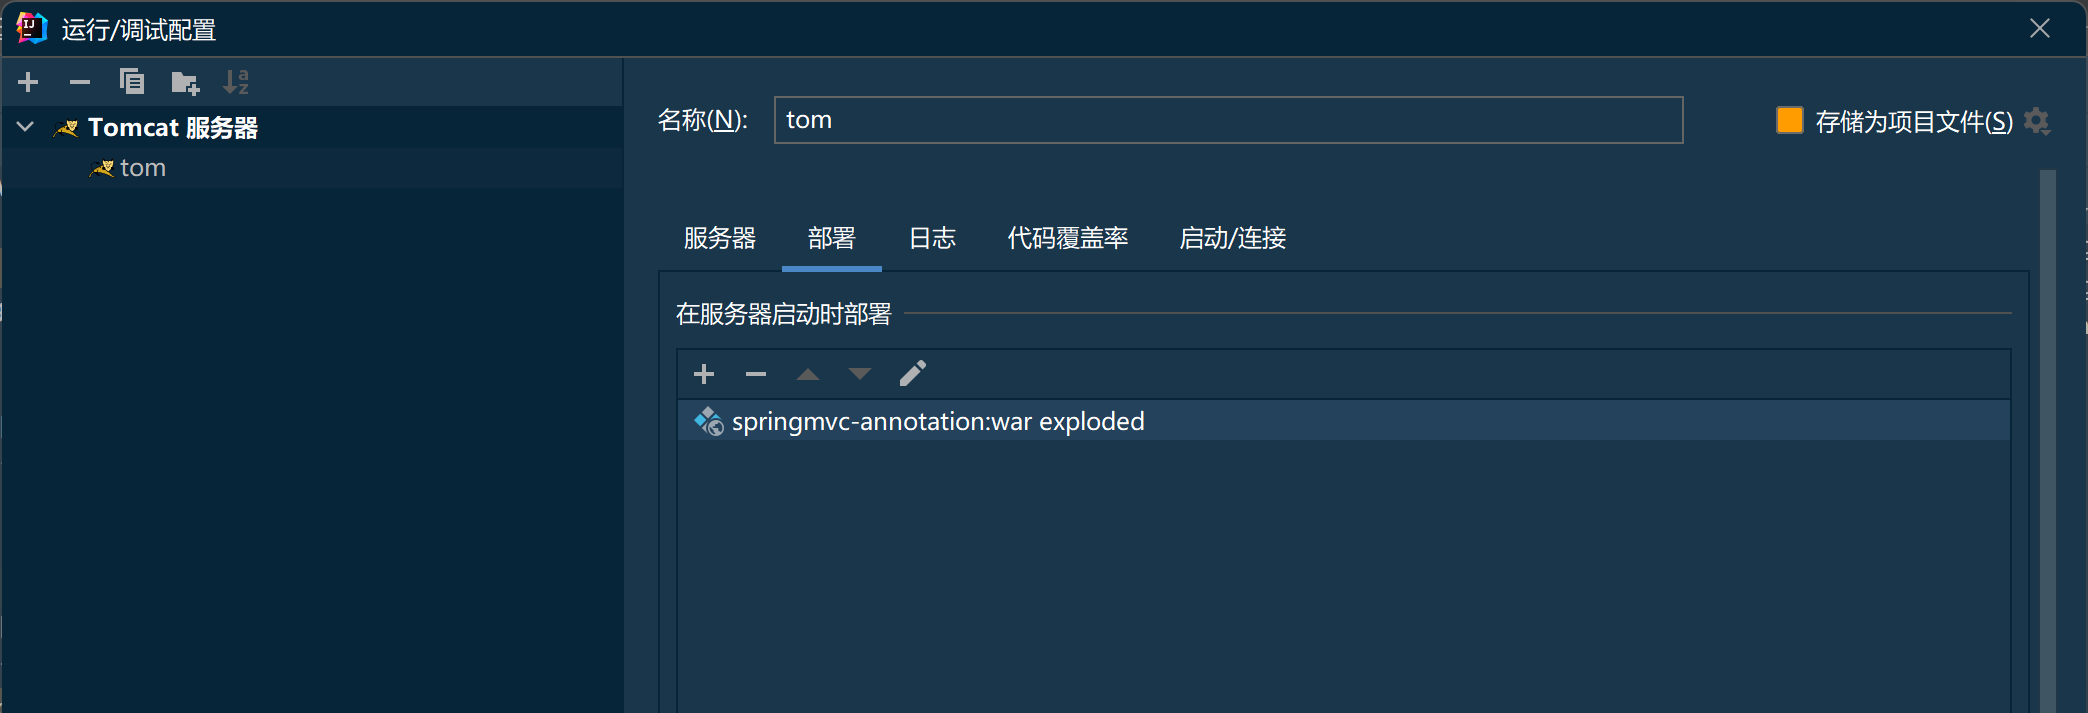 运行/调试配置
Tomcat 服务器
tom
名称(N):
tom
存储为项目文件(S)
服务器 部署 日志 代码覆盖率 启动/连接
在服务器启动时部署
springmvc-annotation:war exploded